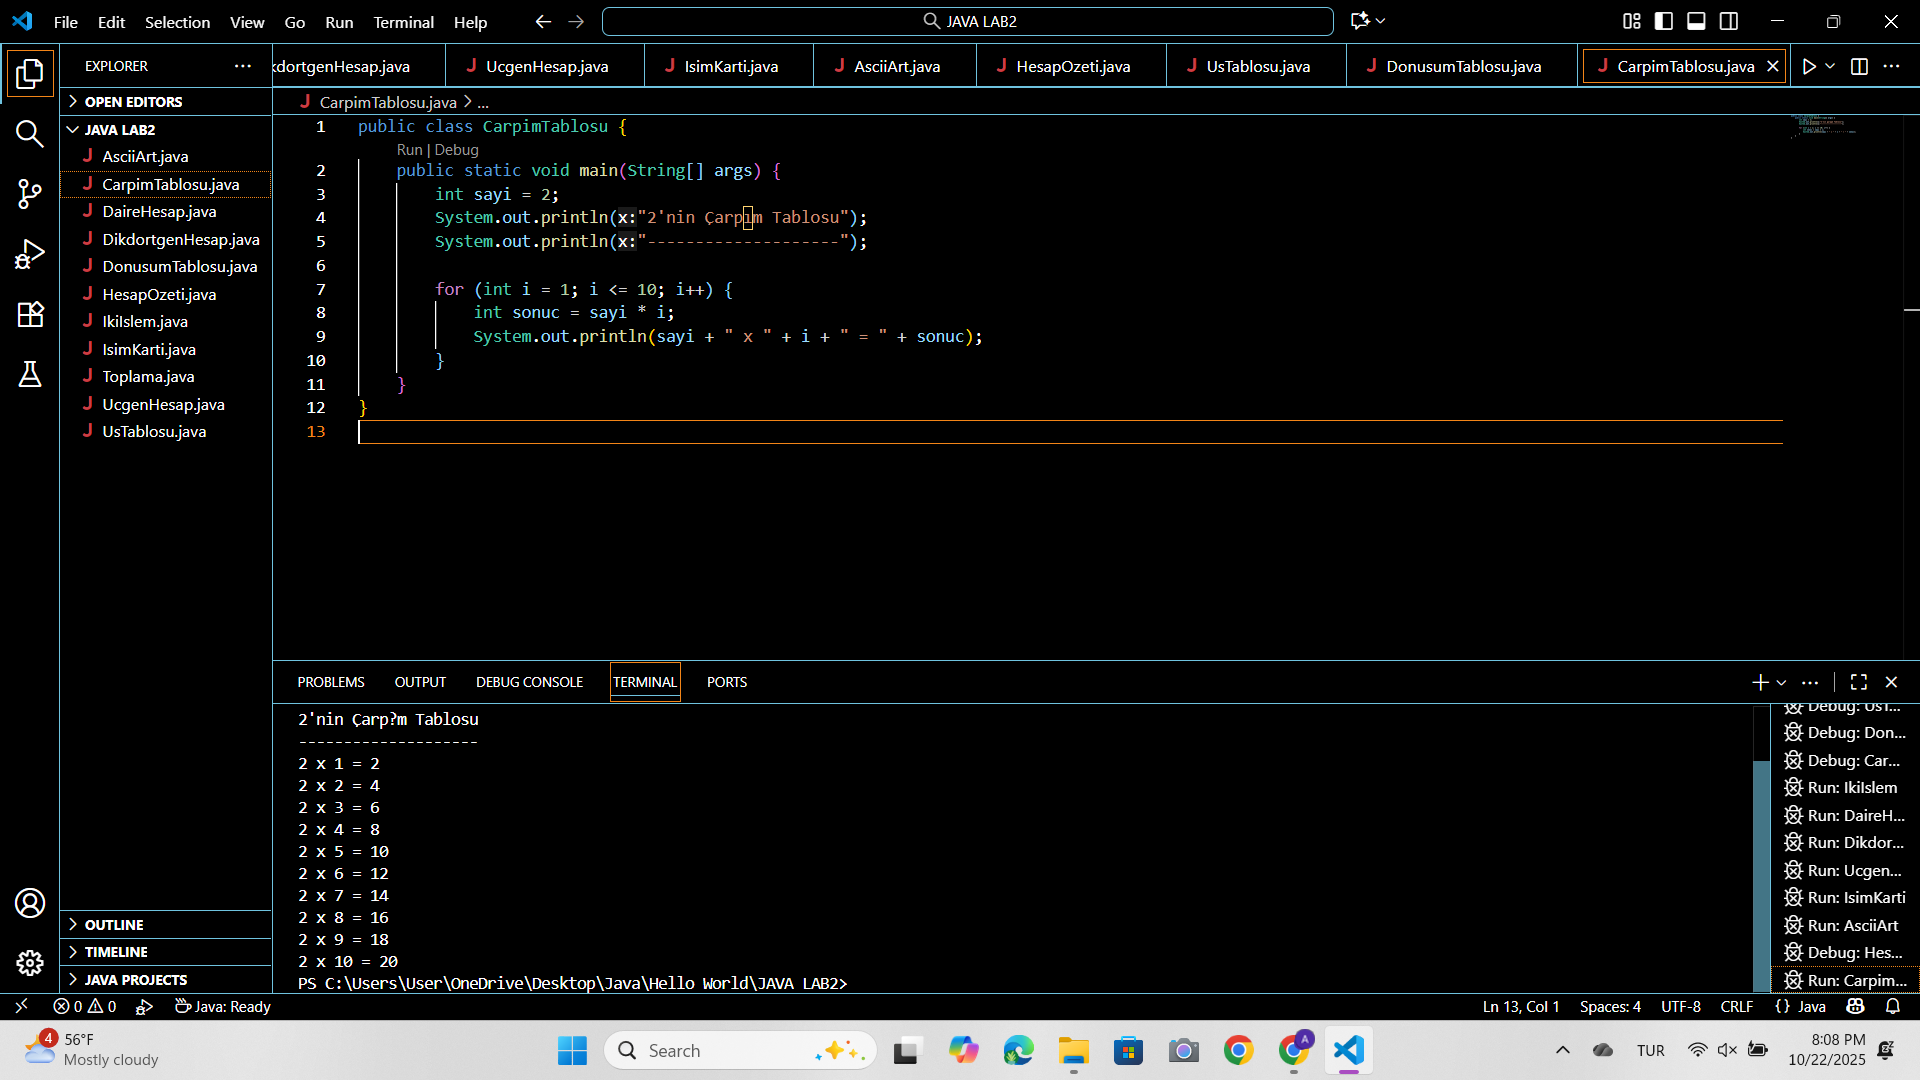 File Edit Selection View Go Run Terminal Help
JAVA LAB2
EXPLORER
kdortgenHesap.java UcgenHesap.java IsimKarti.java AsciiArt.java HesapOzeti.java UsTablosu.java DonusumTablosu.java CarpimTablosu.java
OPEN EDITORS
JAVA LAB2
AsciiArt.java
CarpimTablosu.java
DaireHesap.java
DikdortgenHesap.java
DonusumTablosu.java
HesapOzeti.java
IkiIslem.java
IsimKarti.java
Toplama.java
UcgenHesap.java
UsTablosu.java
OUTLINE
TIMELINE
JAVA PROJECTS
CarpimTablosu.java > ...
1 public class CarpimTablosu {
Run | Debug
2 public static void main(String[] args) {
3 int sayi = 2;
4 System.out.println(x:"2'nin Çarpım Tablosu");
5 System.out.println(x:"--------------------");
6
7 for (int i = 1; i <= 10; i++) {
8 int sonuc = sayi * i;
9 System.out.println(sayi + " x " + i + " = " + sonuc);
10 }
11 }
12 }
13
PROBLEMS OUTPUT DEBUG CONSOLE TERMINAL PORTS
2'nin Çarp?m Tablosu
--------------------
2 x 1 = 2
2 x 2 = 4
2 x 3 = 6
2 x 4 = 8
2 x 5 = 10
2 x 6 = 12
2 x 7 = 14
2 x 8 = 16
2 x 9 = 18
2 x 10 = 20
PS C:\Users\User\OneDrive\Desktop\Java\Hello World\JAVA LAB2>
Debug: UsT...
Debug: Don...
Debug: Car...
Run: IkiIslem
Run: DaireH...
Run: Dikdor...
Run: Ucgen...
Run: IsimKarti
Run: AsciiArt
Debug: Hes...
Run: Carpim...
0 0 Java: Ready
Ln 13, Col 1 Spaces: 4 UTF-8 CRLF {} Java
4
56°F
Mostly cloudy
Search
A
TUR
8:08 PM
10/22/2025